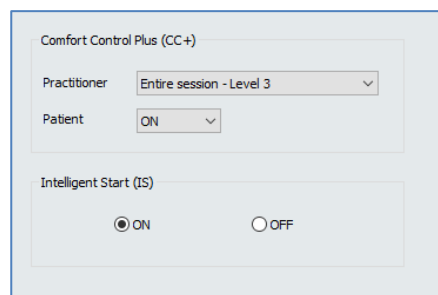 Comfort Control Plus (CC+)
Practitioner Entire session - Level 3
Patient ON
Intelligent Start (IS)
ON OFF